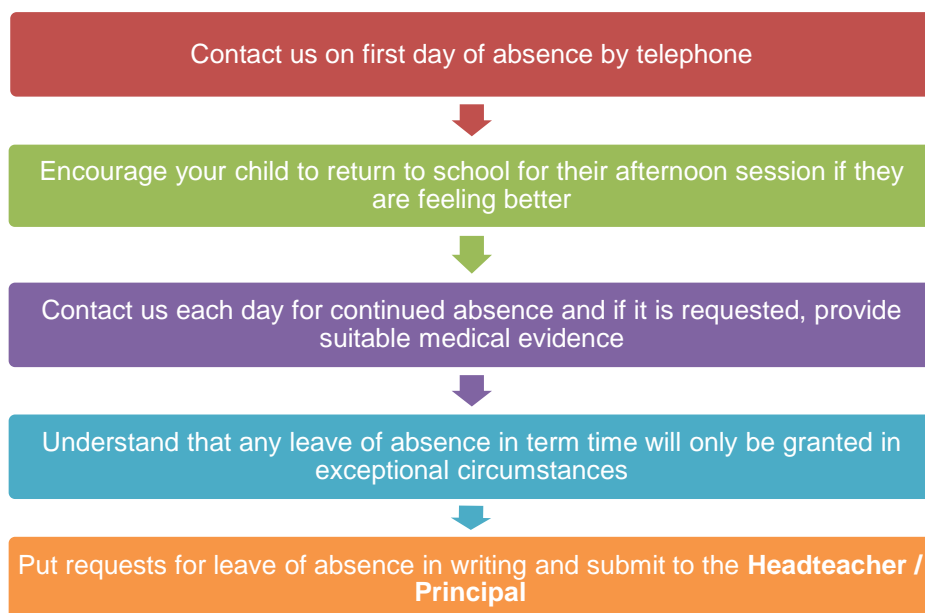 Contact us on first day of absence by telephone
Encourage your child to return to school for their afternoon session if they
are feeling better
Contact us each day for continued absence and if it is requested, provide
suitable medical evidence
Understand that any leave of absence in term time will only be granted in
exceptional circumstances
Put requests for leave of absence in writing and submit to the Headteacher /
Principal